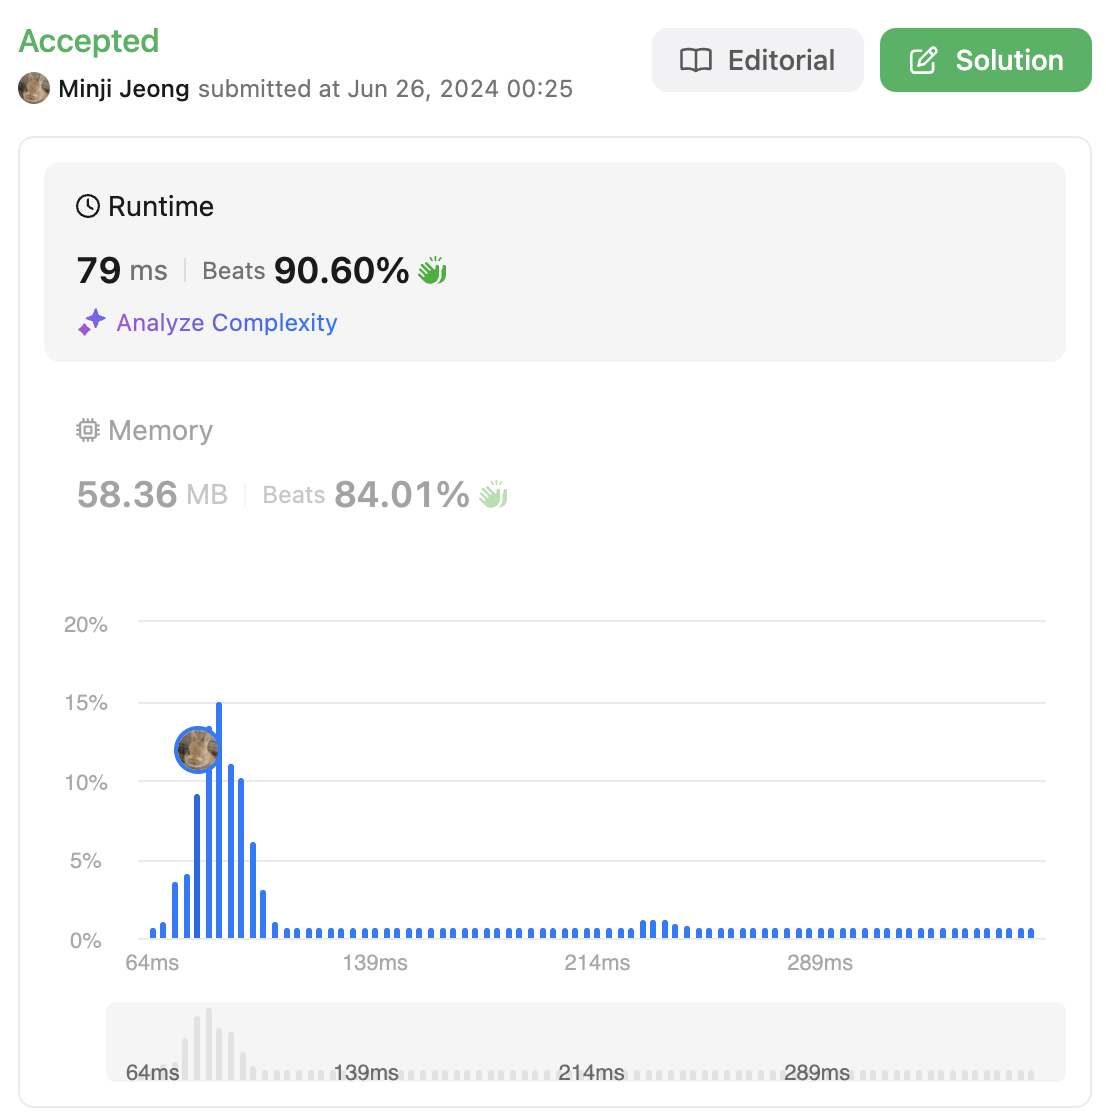 Accepted
Editorial
Solution
Minji Jeong submitted at Jun 26, 2024 00:25
Runtime
79 ms Beats 90.60%
Analyze Complexity
Memory
58.36 MB Beats 84.01%
20%
15%
10%
5%
0%
64ms 139ms 214ms 289ms
64ms 139ms 214ms 289ms